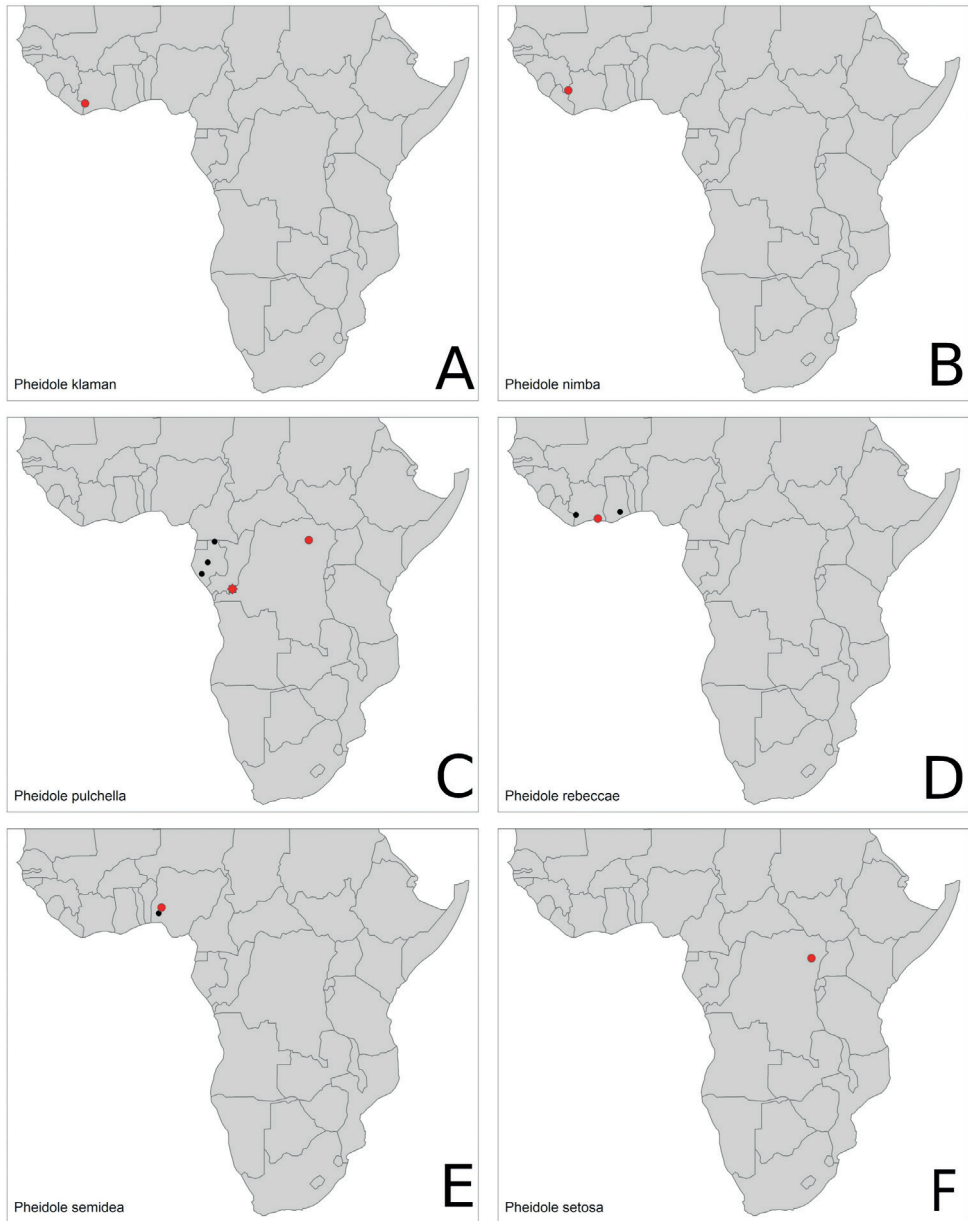 Pheidole klaman
A
Pheidole nimba
B
Pheidole pulchella
C
Pheidole rebeccae
D
Pheidole semidea
E
Pheidole setosa
F